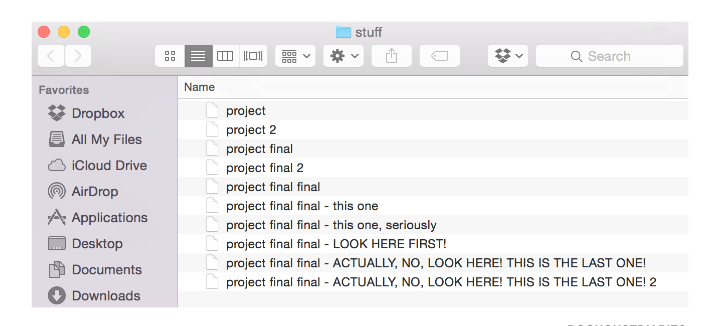 stuff
Search
Favorites
Dropbox
All My Files
iCloud Drive
AirDrop
Applications
Desktop
Documents
Downloads
Name
project
project 2
project final
project final 2
project final final
project final final - this one
project final final - this one, seriously
project final final - LOOK HERE FIRST!
project final final - ACTUALLY, NO, LOOK HERE! THIS IS THE LAST ONE!
project final final - ACTUALLY, NO, LOOK HERE! THIS IS THE LAST ONE! 2